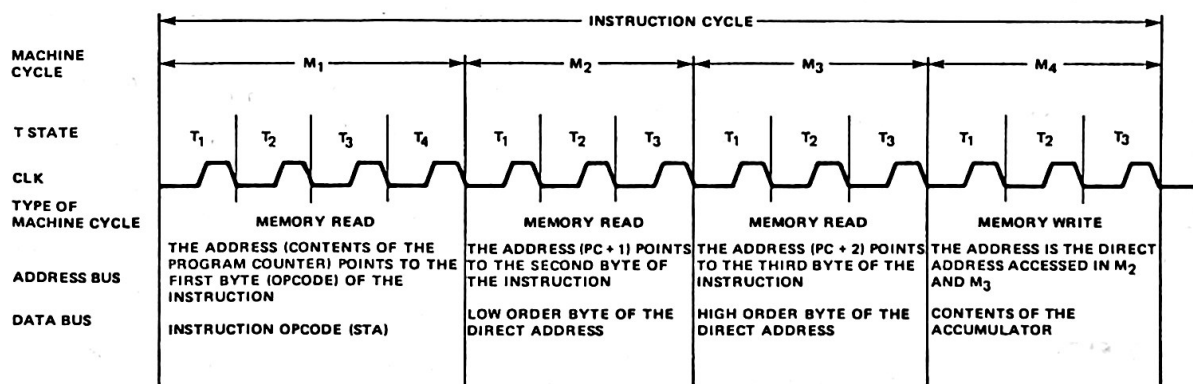 INSTRUCTION CYCLE
MACHINE
CYCLE
M1
M2
M3
M4
T STATE
T1
T2
T3
T4
T1
T2
T3
T1
T2
T3
T1
T2
T3
CLK
TYPE OF
MACHINE CYCLE
MEMORY READ
MEMORY READ
MEMORY READ
MEMORY WRITE
ADDRESS BUS
THE ADDRESS (CONTENTS OF THE
PROGRAM COUNTER) POINTS TO THE
FIRST BYTE (OPCODE) OF THE
INSTRUCTION
THE ADDRESS (PC + 1) POINTS
TO THE SECOND BYTE OF
THE INSTRUCTION
THE ADDRESS (PC + 2) POINTS
TO THE THIRD BYTE OF THE
INSTRUCTION
THE ADDRESS IS THE DIRECT
ADDRESS ACCESSED IN M2
AND M3
DATA BUS
INSTRUCTION OPCODE (STA)
LOW ORDER BYTE OF THE
DIRECT ADDRESS
HIGH ORDER BYTE OF THE
DIRECT ADDRESS
CONTENTS OF THE
ACCUMULATOR